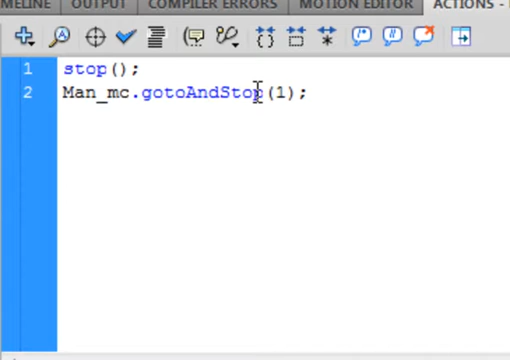 MELINE OUTPUT COMPILER ERRORS MOTION EDITOR ACTIONS -
1 stop();
2 Man_mc.gotoAndStop(1);